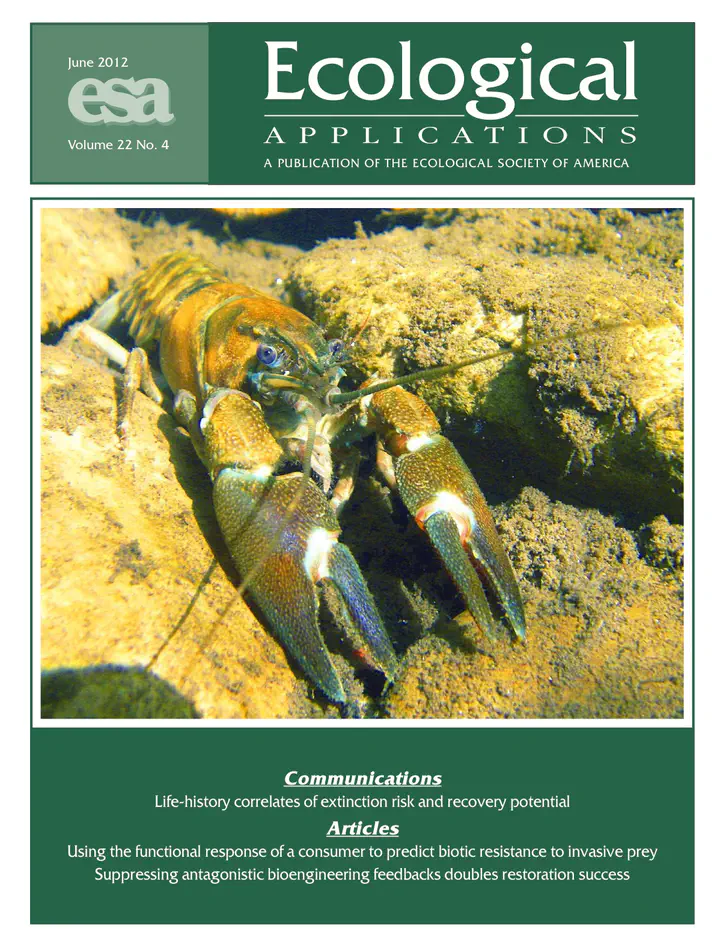 June 2012
esa
Volume 22 No. 4
Ecological
APPLICATIONS
A PUBLICATION OF THE ECOLOGICAL SOCIETY OF AMERICA
Communications
Life-history correlates of extinction risk and recovery potential
Articles
Using the functional response of a consumer to predict biotic resistance to invasive prey
Suppressing antagonistic bioengineering feedbacks doubles restoration success